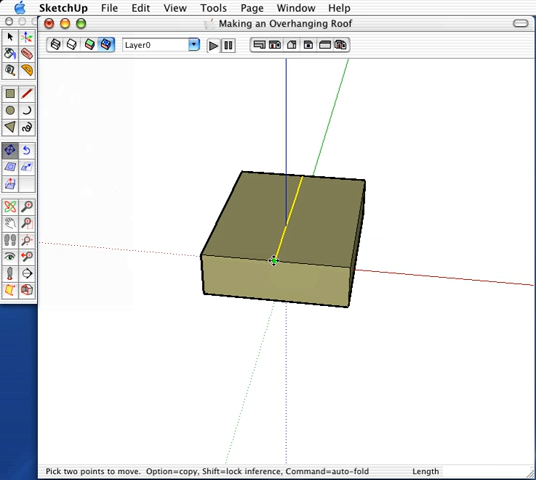 SketchUp File Edit View Tools Page Window Help
Making an Overhanging Roof
Layer0
Pick two points to move. Option=copy, Shift=lock inference, Command=auto-fold Length